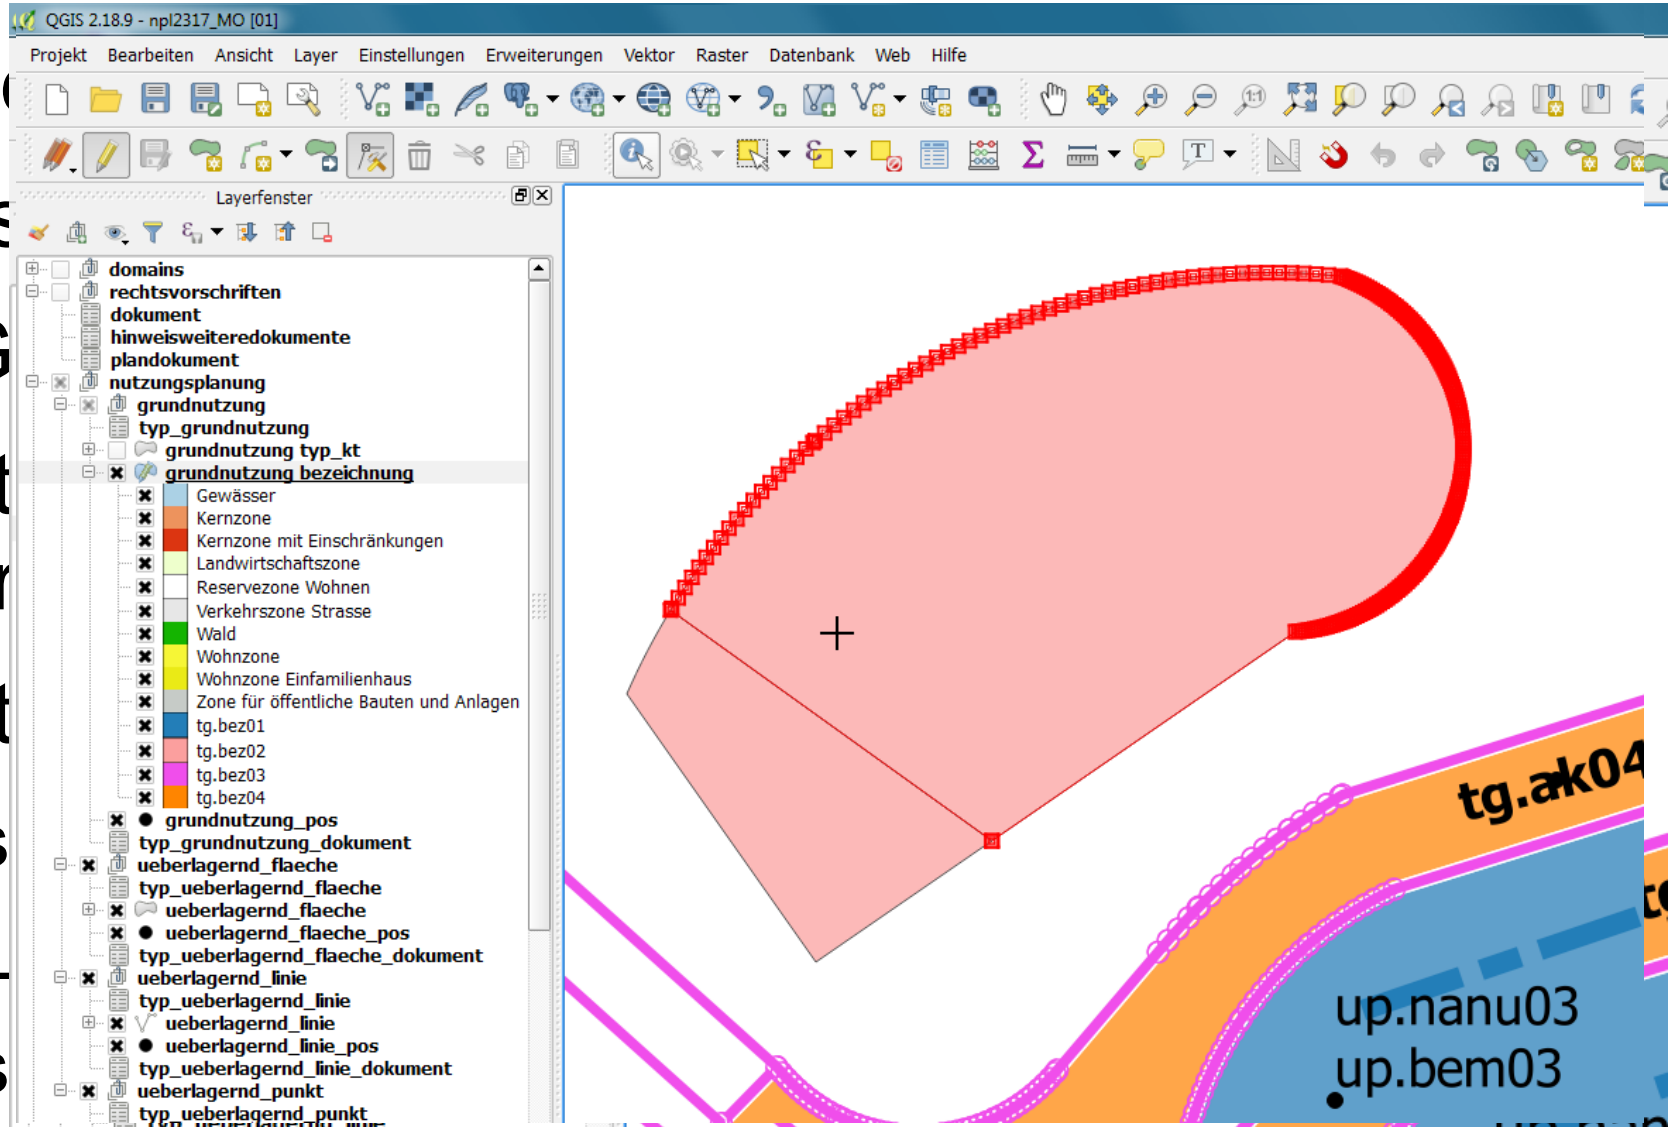 QGIS 2.18.9 - npl2317_MO [01]
Projekt Bearbeiten Ansicht Layer Einstellungen Erweiterungen Vektor Raster Datenbank Web Hilfe
Layerfenster
domains
rechtsvorschriften
dokument
hinweisweiteredokumente
plandokument
nutzungsplanung
grundnutzung
typ_grundnutzung
grundnutzung typ_kt
grundnutzung bezeichnung
Gewässer
Kernzone
Kernzone mit Einschränkungen
Landwirtschaftszone
Reservezone Wohnen
Verkehrszone Strasse
Wald
Wohnzone
Wohnzone Einfamilienhaus
Zone für öffentliche Bauten und Anlagen
tg.bez01
tg.bez02
tg.bez03
tg.bez04
grundnutzung_pos
typ_grundnutzung_dokument
ueberlagernd_flaeche
typ_ueberlagernd_flaeche
ueberlagernd_flaeche
ueberlagernd_flaeche_pos
typ_ueberlagernd_flaeche_dokument
ueberlagernd_linie
typ_ueberlagernd_linie
ueberlagernd_linie
ueberlagernd_linie_pos
typ_ueberlagernd_linie_dokument
ueberlagernd_punkt
typ_ueberlagernd_punkt
tg.ak04
up.nanu03
up.bem03